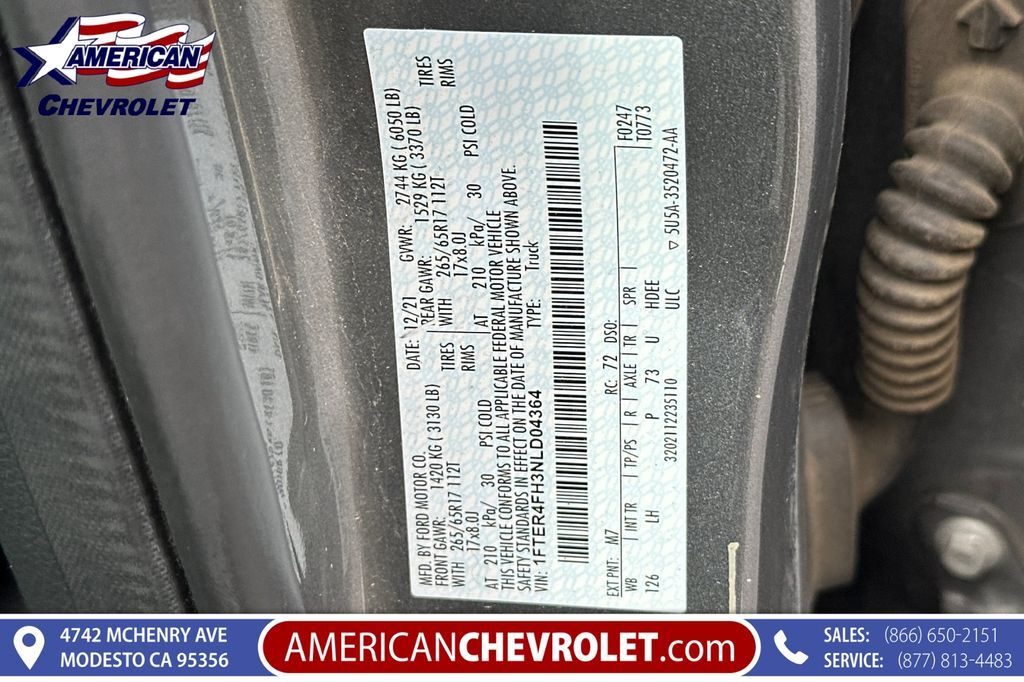 AMERICAN
CHEVROLET
MFD. BY FORD MOTOR CO. DATE: 12/21 GVWR: 2744 KG ( 6050 LB)
FRONT GAWR: 1420 KG ( 3130 LB) REAR GAWR: 1529 KG ( 3370 LB)
WITH 265/65R17 112T TIRES WITH 265/65R17 112T TIRES
17x8.0J RIMS 17x8.0J RIMS
AT 210 kPa/ 30 PSI COLD AT 210 kPa/ 30 PSI COLD
THIS VEHICLE CONFORMS TO ALL APPLICABLE FEDERAL MOTOR VEHICLE
SAFETY STANDARDS IN EFFECT ON THE DATE OF MANUFACTURE SHOWN ABOVE.
VIN: 1FTER4FH3NLD04364 TYPE: Truck
EXT PNT: M7 RC: 72 DSO: F0247
WB | INT TR | TP/PS | R | AXLE | TR | SPR | T0773
126 LH P 73 U HDEE
3202112235110 ULC ▽ 5U5A-3520472-AA
4742 MCHENRY AVE
MODESTO CA 95356
AMERICANCHEVROLET.com
SALES: (866) 650-2151
SERVICE: (877) 813-4483